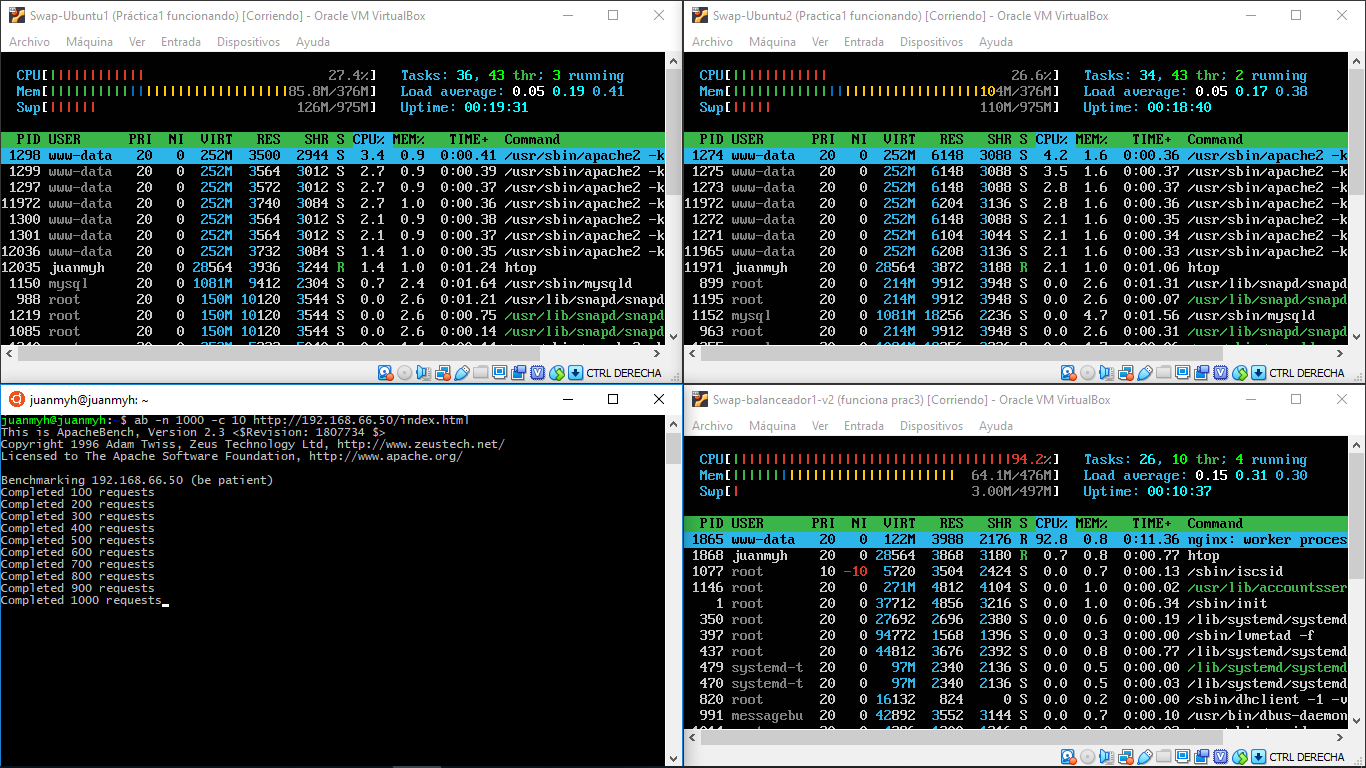 Swap-Ubuntu1 (Práctica1 funcionando) [Corriendo] - Oracle VM VirtualBox
Archivo Máquina Ver Entrada Dispositivos Ayuda
CPU[ 27.4%] Tasks: 36, 43 thr; 3 running
Mem[ 85.8M/376M] Load average: 0.05 0.19 0.41
Swp[ 126M/975M] Uptime: 00:19:31
PID USER PRI NI VIRT RES SHR S CPU% MEM% TIME+ Command
1298 www-data 20 0 252M 3500 2944 S 3.4 0.9 0:00.41 /usr/sbin/apache2 -k
1299 www-data 20 0 252M 3564 3012 S 2.7 0.9 0:00.39 /usr/sbin/apache2 -k
1297 www-data 20 0 252M 3572 3012 S 2.7 0.9 0:00.37 /usr/sbin/apache2 -k
11972 www-data 20 0 252M 3740 3084 S 2.7 1.0 0:00.36 /usr/sbin/apache2 -k
1300 www-data 20 0 252M 3564 3012 S 2.1 0.9 0:00.38 /usr/sbin/apache2 -k
1301 www-data 20 0 252M 3564 3012 S 2.1 0.9 0:00.37 /usr/sbin/apache2 -k
12036 www-data 20 0 252M 3732 3084 S 1.4 1.0 0:00.35 /usr/sbin/apache2 -k
12035 juanmyh 20 0 28564 3936 3244 R 1.4 1.0 0:01.24 htop
1150 mysql 20 0 1081M 9412 2304 S 0.7 2.4 0:01.64 /usr/sbin/mysqld
988 root 20 0 150M 10120 3544 S 0.0 2.6 0:01.21 /usr/lib/snapd/snapd
1219 root 20 0 150M 10120 3544 S 0.0 2.6 0:00.75 /usr/lib/snapd/snapd
1085 root 20 0 150M 10120 3544 S 0.0 2.6 0:00.14 /usr/lib/snapd/snapd
CTRL DERECHA
Swap-Ubuntu2 (Practica1 funcionando) [Corriendo] - Oracle VM VirtualBox
Archivo Máquina Ver Entrada Dispositivos Ayuda
CPU[ 26.6%] Tasks: 34, 43 thr; 2 running
Mem[ 104M/376M] Load average: 0.05 0.17 0.38
Swp[ 110M/975M] Uptime: 00:18:40
PID USER PRI NI VIRT RES SHR S CPU% MEM% TIME+ Command
1274 www-data 20 0 252M 6148 3088 S 4.2 1.6 0:00.36 /usr/sbin/apache2 -k
1275 www-data 20 0 252M 6148 3088 S 3.5 1.6 0:00.37 /usr/sbin/apache2 -k
1273 www-data 20 0 252M 6148 3088 S 2.8 1.6 0:00.37 /usr/sbin/apache2 -k
11972 www-data 20 0 252M 6204 3136 S 2.8 1.6 0:00.36 /usr/sbin/apache2 -k
1272 www-data 20 0 252M 6148 3088 S 2.1 1.6 0:00.35 /usr/sbin/apache2 -k
1271 www-data 20 0 252M 6104 3044 S 2.1 1.6 0:00.34 /usr/sbin/apache2 -k
11965 www-data 20 0 252M 6208 3136 S 2.1 1.6 0:00.33 /usr/sbin/apache2 -k
11971 juanmyh 20 0 28564 3872 3188 R 2.1 1.0 0:01.06 htop
899 root 20 0 214M 9912 3948 S 0.0 2.6 0:01.31 /usr/lib/snapd/snapd
1195 root 20 0 214M 9912 3948 S 0.0 2.6 0:00.07 /usr/lib/snapd/snapd
1152 mysql 20 0 1081M 18256 2236 S 0.0 4.7 0:01.56 /usr/sbin/mysqld
963 root 20 0 214M 9912 3948 S 0.0 2.6 0:00.31 /usr/lib/snapd/snapd
CTRL DERECHA
juanmyh@juanmyh: ~
juanmyh@juanmyh:~$ ab -n 1000 -c 10 http://192.168.66.50/index.html
This is ApacheBench, Version 2.3 <$Revision: 1807734 $>
Copyright 1996 Adam Twiss, Zeus Technology Ltd, http://www.zeustech.net/
Licensed to The Apache Software Foundation, http://www.apache.org/
Benchmarking 192.168.66.50 (be patient)
Completed 100 requests
Completed 200 requests
Completed 300 requests
Completed 400 requests
Completed 500 requests
Completed 600 requests
Completed 700 requests
Completed 800 requests
Completed 900 requests
Completed 1000 requests
Swap-balanceador1-v2 (funciona prac3) [Corriendo] - Oracle VM VirtualBox
Archivo Máquina Ver Entrada Dispositivos Ayuda
CPU[ 94.2%] Tasks: 26, 10 thr; 4 running
Mem[ 64.1M/476M] Load average: 0.15 0.31 0.30
Swp[ 3.00M/497M] Uptime: 00:10:37
PID USER PRI NI VIRT RES SHR S CPU% MEM% TIME+ Command
1865 www-data 20 0 122M 3988 2176 R 92.8 0.8 0:11.36 nginx: worker proces
1868 juanmyh 20 0 28564 3868 3180 R 0.7 0.8 0:00.77 htop
1077 root 10 -10 5720 3504 2424 S 0.0 0.7 0:00.13 /sbin/iscsid
1146 root 20 0 271M 4812 4104 S 0.0 1.0 0:00.02 /usr/lib/accountsser
1 root 20 0 37712 4856 3216 S 0.0 1.0 0:06.34 /sbin/init
350 root 20 0 27692 2696 2380 S 0.0 0.6 0:00.19 /lib/systemd/systemd
397 root 20 0 94772 1568 1396 S 0.0 0.3 0:00.00 /sbin/lvmetad -f
437 root 20 0 44812 3676 2392 S 0.0 0.8 0:00.77 /lib/systemd/systemd
479 systemd-t 20 0 97M 2340 2136 S 0.0 0.5 0:00.00 /lib/systemd/systemd
470 systemd-t 20 0 97M 2340 2136 S 0.0 0.5 0:00.03 /lib/systemd/systemd
820 root 20 0 16132 824 0 S 0.0 0.2 0:00.00 /sbin/dhclient -1 -v
991 messagebu 20 0 42892 3552 3144 S 0.0 0.7 0:00.10 /usr/bin/dbus-daemon
CTRL DERECHA